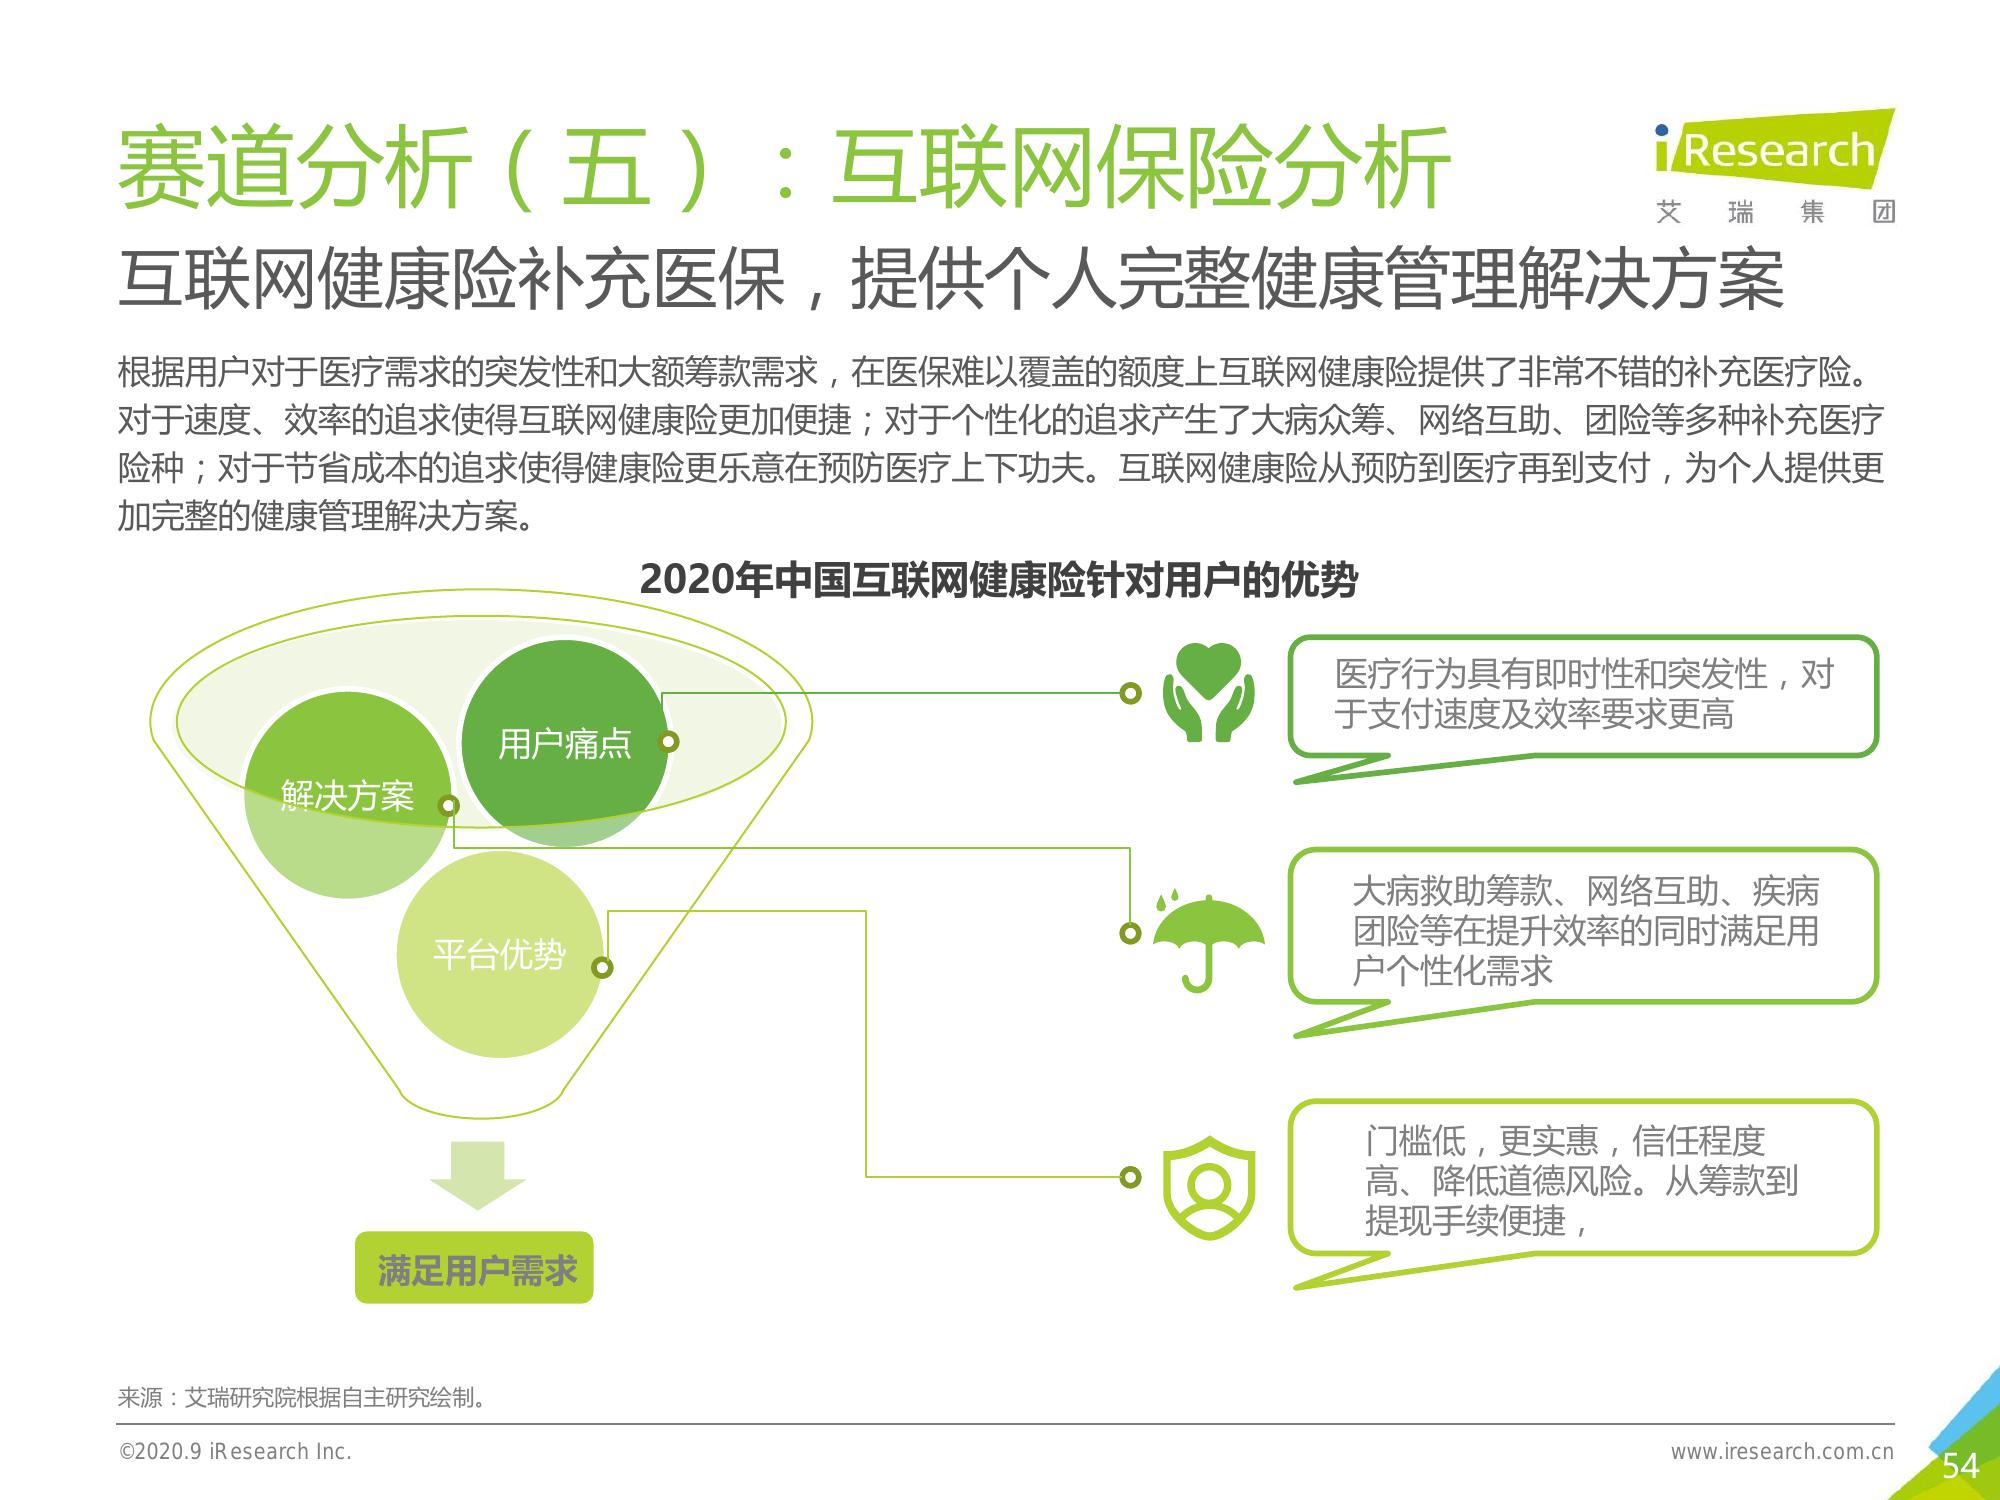 赛道分析（五）：互联网保险分析
iResearch
艾瑞集团
互联网健康险补充医保，提供个人完整健康管理解决方案
根据用户对于医疗需求的突发性和大额筹款需求，在医保难以覆盖的额度上互联网健康险提供了非常不错的补充医疗险。
对于速度、效率的追求使得互联网健康险更加便捷；对于个性化的追求产生了大病众筹、网络互助、团险等多种补充医疗
险种；对于节省成本的追求使得健康险更乐意在预防医疗上下功夫。互联网健康险从预防到医疗再到支付，为个人提供更
加完整的健康管理解决方案。
2020年中国互联网健康险针对用户的优势
用户痛点
解决方案
平台优势
满足用户需求
医疗行为具有即时性和突发性，对
于支付速度及效率要求更高
大病救助筹款、网络互助、疾病
团险等在提升效率的同时满足用
户个性化需求
门槛低，更实惠，信任程度
高、降低道德风险。从筹款到
提现手续便捷，
来源：艾瑞研究院根据自主研究绘制。
©2020.9 iResearch Inc.
www.iresearch.com.cn
54